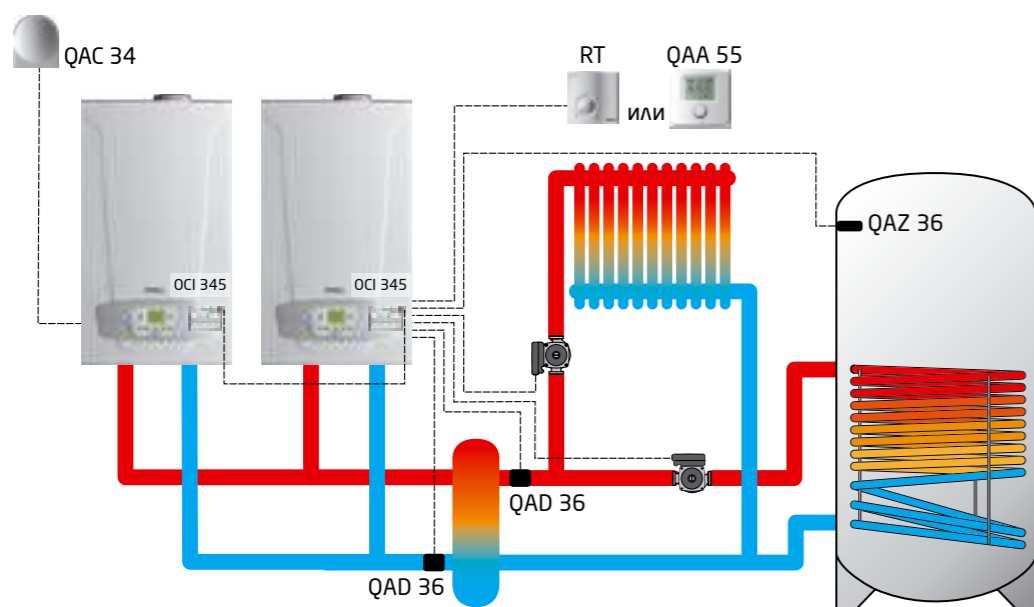 QAC 34
RT
QAA 55
или
QAZ 36
OCI 345
OCI 345
QAD 36
QAD 36